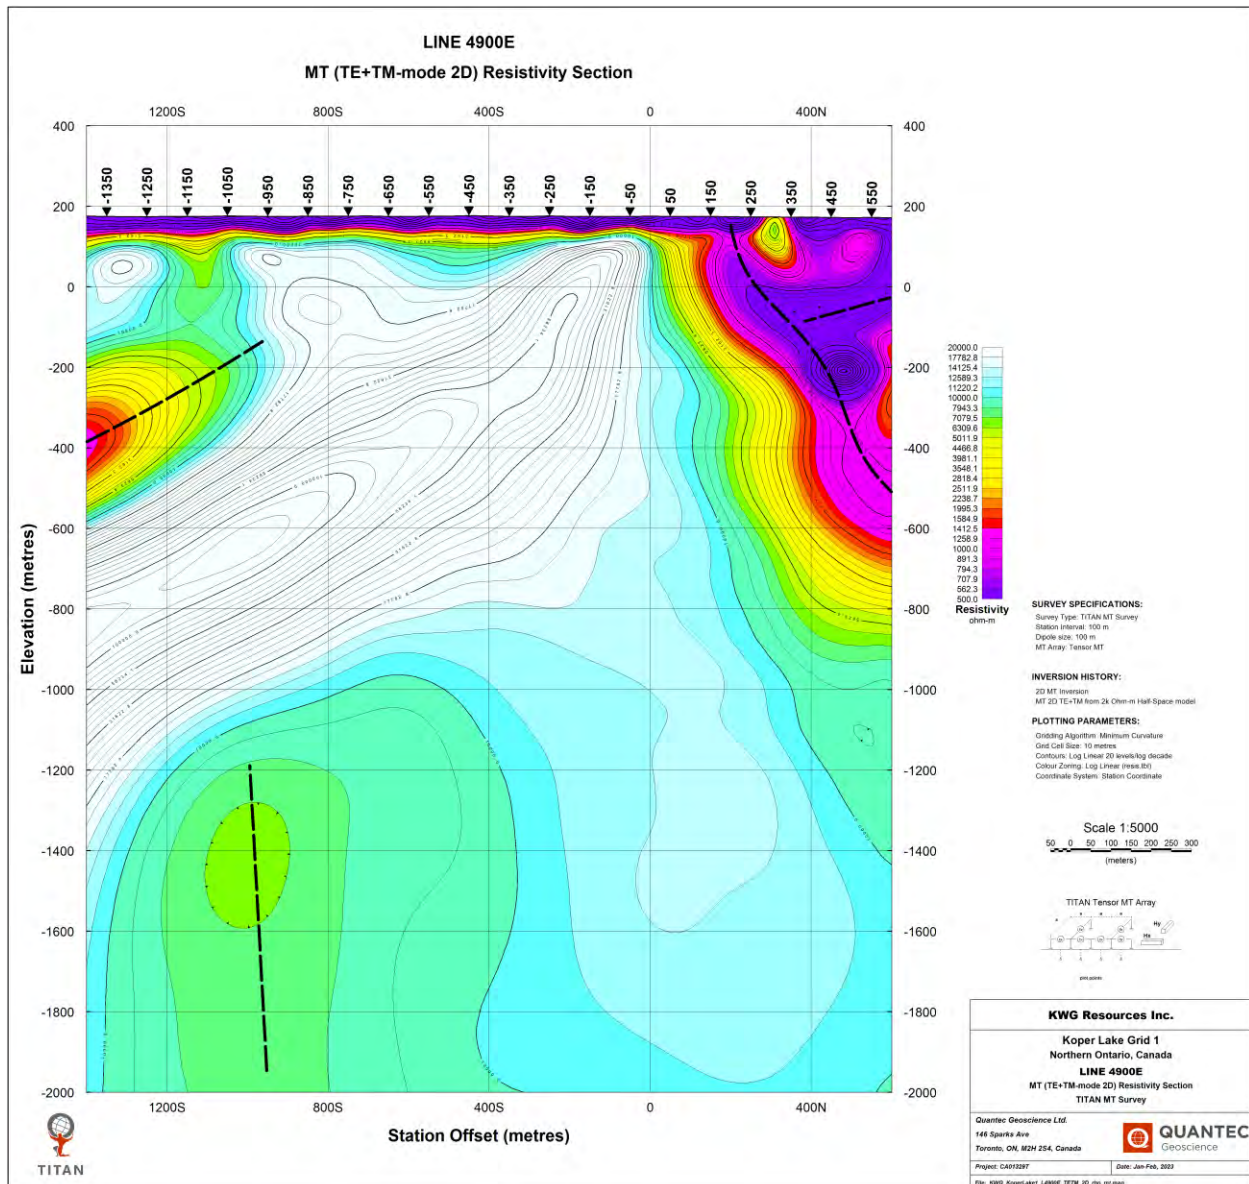 LINE 4900E
MT (TE+TM-mode 2D) Resistivity Section
1200S 800S 400S 0 400N
400 400
-1350 -1250 -1150 -1050 -950 -850 -750 -650 -550 -450 -350 -250 -150 -50 50 150 250 350 450 550
200 200
0 0
-200 -200
-400 -400
-600 -600
-800 -800
-1000 -1000
-1200 -1200
-1400 -1400
-1600 -1600
-1800 -1800
-2000 -2000
1200S 800S 400S 0 400N
Elevation (metres)
Station Offset (metres)
TITAN
20000.0
17782.8
14125.4
12589.3
11220.2
10000.0
7943.3
7079.5
6309.6
5011.9
4466.8
3981.1
3548.1
2818.4
2511.9
2238.7
1995.3
1584.9
1412.5
1258.9
1000.0
891.3
794.3
707.9
562.3
500.0
Resistivity
ohm-m
SURVEY SPECIFICATIONS:
Survey Type: TITAN MT Survey
Station Interval: 100 m
Dipole size: 100 m
MT Array: Tensor MT
INVERSION HISTORY:
2D MT Inversion
MT 2D TE+TM from 2k Ohm-m Half-Space model
PLOTTING PARAMETERS:
Gridding Algorithm: Minimum Curvature
Grid Cell Size: 10 metres
Contours: Log Linear 20 levels/log decade
Colour Zoning: Log Linear (resis.tbl)
Coordinate System: Station Coordinate
Scale 1:5000
50 0 50 100 150 200 250 300
(meters)
TITAN Tensor MT Array
Hy
Hx
plot points
KWG Resources Inc.
Koper Lake Grid 1
Northern Ontario, Canada
LINE 4900E
MT (TE+TM-mode 2D) Resistivity Section
TITAN MT Survey
Quantec Geoscience Ltd.
146 Sparks Ave
Toronto, ON, M2H 2S4, Canada
QUANTEC
Geoscience
Project: CA01329T
Date: Jan-Feb, 2023